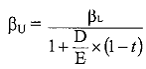 βU = βL / (1 + D/E × (1 − t))